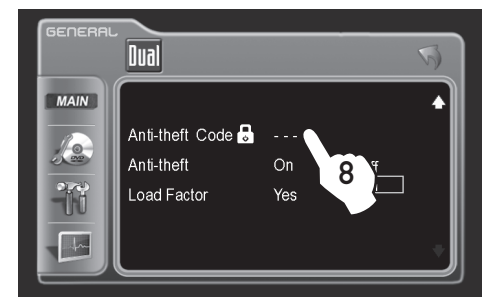 GENERAL
Dual
MAIN
Anti-theft Code - - -
Anti-theft On
Load Factor Yes
8